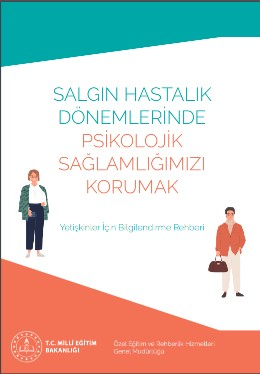 SALGIN HASTALIK
DÖNEMLERİNDE
PSİKOLOJİK
SAĞLAMLIĞIMIZI
KORUMAK
Yetişkinler İçin Bilgilendirme Rehberi
T.C. MİLLÎ EĞİTİM
BAKANLIĞI
Özel Eğitim ve Rehberlik Hizmetleri
Genel Müdürlüğü